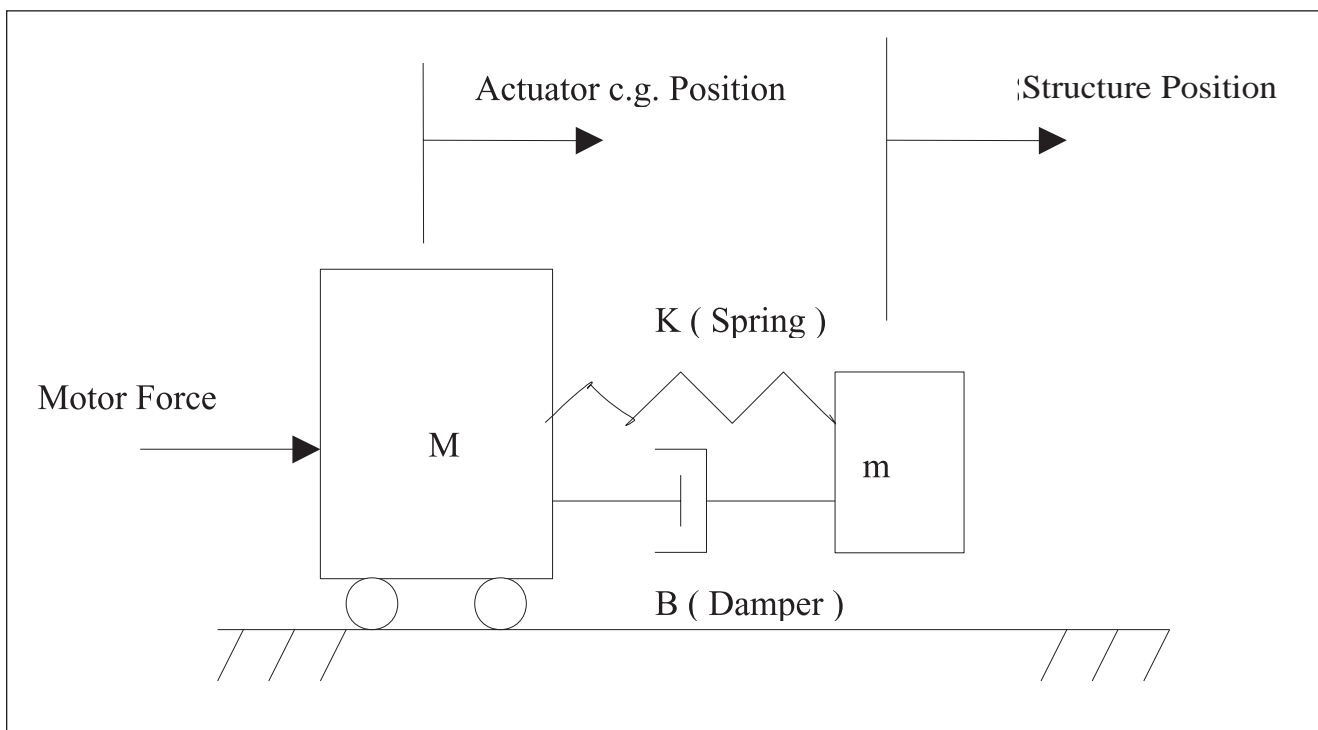 Actuator c.g. Position
Structure Position
K ( Spring )
Motor Force
M
m
B ( Damper )